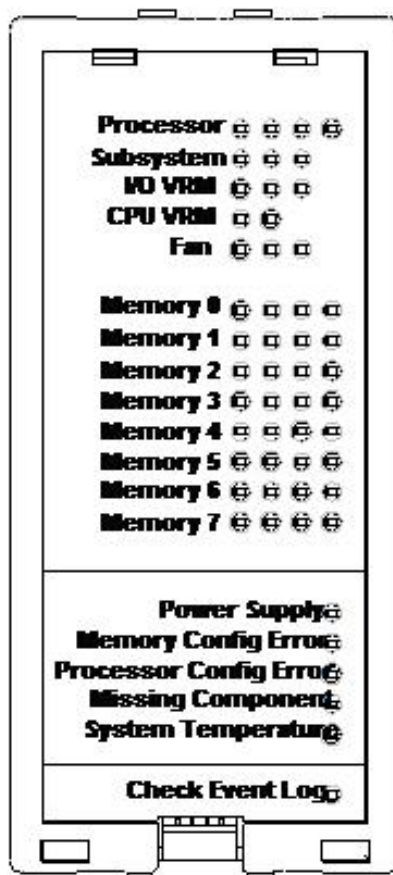 Processor
Subsystem
I/O VRM
CPU VRM
Fan
Memory 0
Memory 1
Memory 2
Memory 3
Memory 4
Memory 5
Memory 6
Memory 7
Power Supply
Memory Config Error
Processor Config Error
Missing Component
System Temperature
Check Event Log